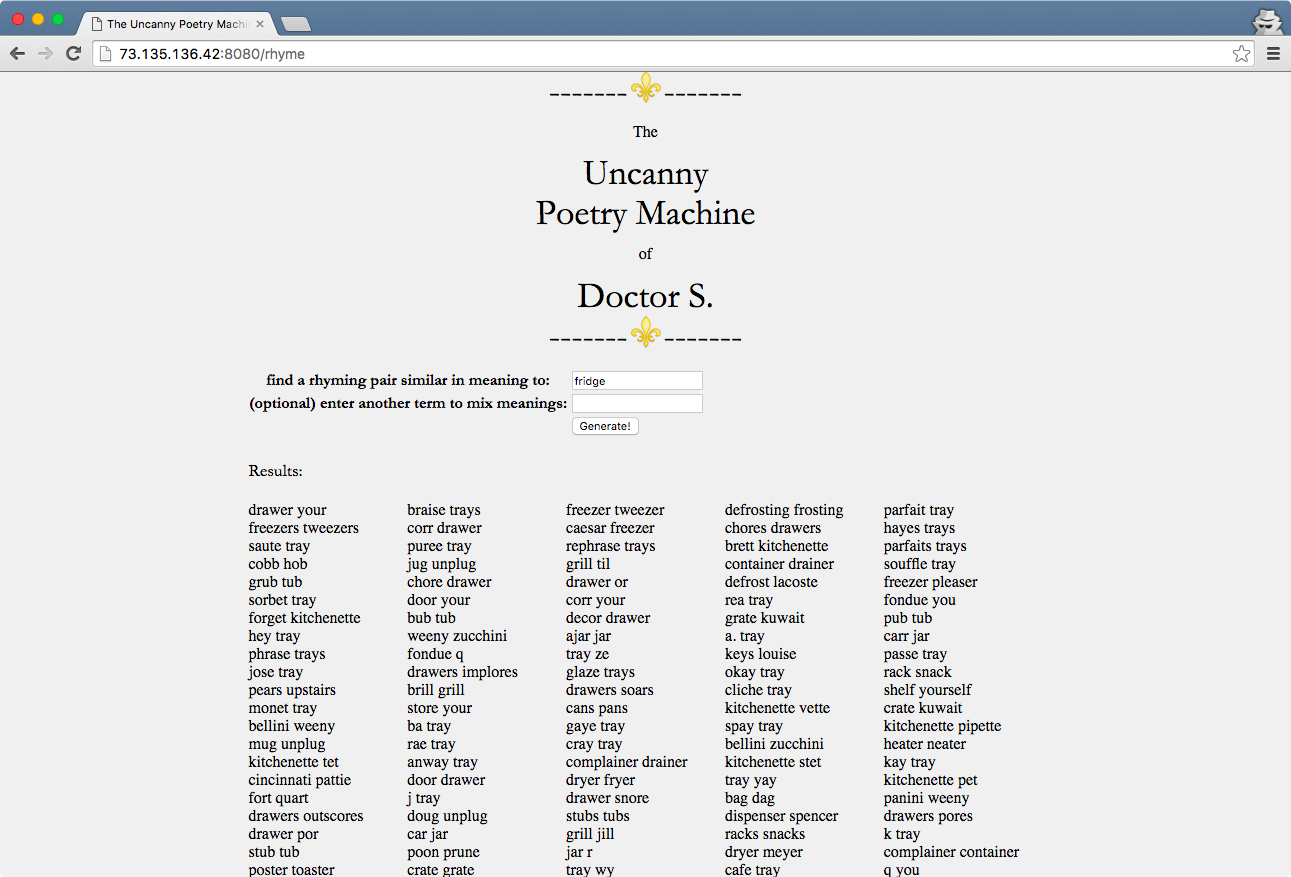 The Uncanny Poetry Machi
73.135.136.42:8080/rhyme
The
Uncanny
Poetry Machine
of
Doctor S.
find a rhyming pair similar in meaning to: fridge
(optional) enter another term to mix meanings:
Generate!
Results:
drawer your braise trays freezer tweezer defrosting frosting parfait tray
freezers tweezers corr drawer caesar freezer chores drawers hayes trays
saute tray puree tray rephrase trays brett kitchenette parfaits trays
cobb hob jug unplug grill til container drainer souffle tray
grub tub chore drawer drawer or defrost lacoste freezer pleaser
sorbet tray door your corr your rea tray fondue you
forget kitchenette bub tub decor drawer grate kuwait pub tub
hey tray weeny zucchini ajar jar a. tray carr jar
phrase trays fondue q tray ze keys louise passe tray
jose tray drawers implores glaze trays okay tray rack snack
pears upstairs brill grill drawers soars cliche tray shelf yourself
monet tray store your cans pans kitchenette vette crate kuwait
bellini weeny ba tray gaye tray spay tray kitchenette pipette
mug unplug rae tray cray tray bellini zucchini heater neater
kitchenette tet anway tray complainer drainer kitchenette stet kay tray
cincinnati pattie door drawer dryer fryer tray yay kitchenette pet
fort quart j tray drawer snore bag dag panini weeny
drawers outscores doug unplug stubs tubs dispenser spencer drawers pores
drawer por car jar grill jill racks snacks k tray
stub tub poon prune jar r dryer meyer complainer container
poster toaster crate grate tray wy cafe tray q you